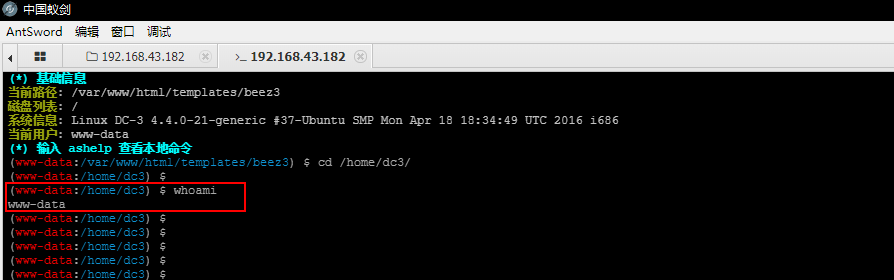 中国蚁剑
AntSword 编辑 窗口 调试
192.168.43.182 >_ 192.168.43.182
(*) 基础信息
当前路径: /var/www/html/templates/beez3
磁盘列表: /
系统信息: Linux DC-3 4.4.0-21-generic #37-Ubuntu SMP Mon Apr 18 18:34:49 UTC 2016 i686
当前用户: www-data
(*) 输入 ashelp 查看本地命令
(www-data:/var/www/html/templates/beez3) $ cd /home/dc3/
(www-data:/home/dc3) $
(www-data:/home/dc3) $ whoami
www-data
(www-data:/home/dc3) $
(www-data:/home/dc3) $
(www-data:/home/dc3) $
(www-data:/home/dc3) $
(www-data:/home/dc3) $